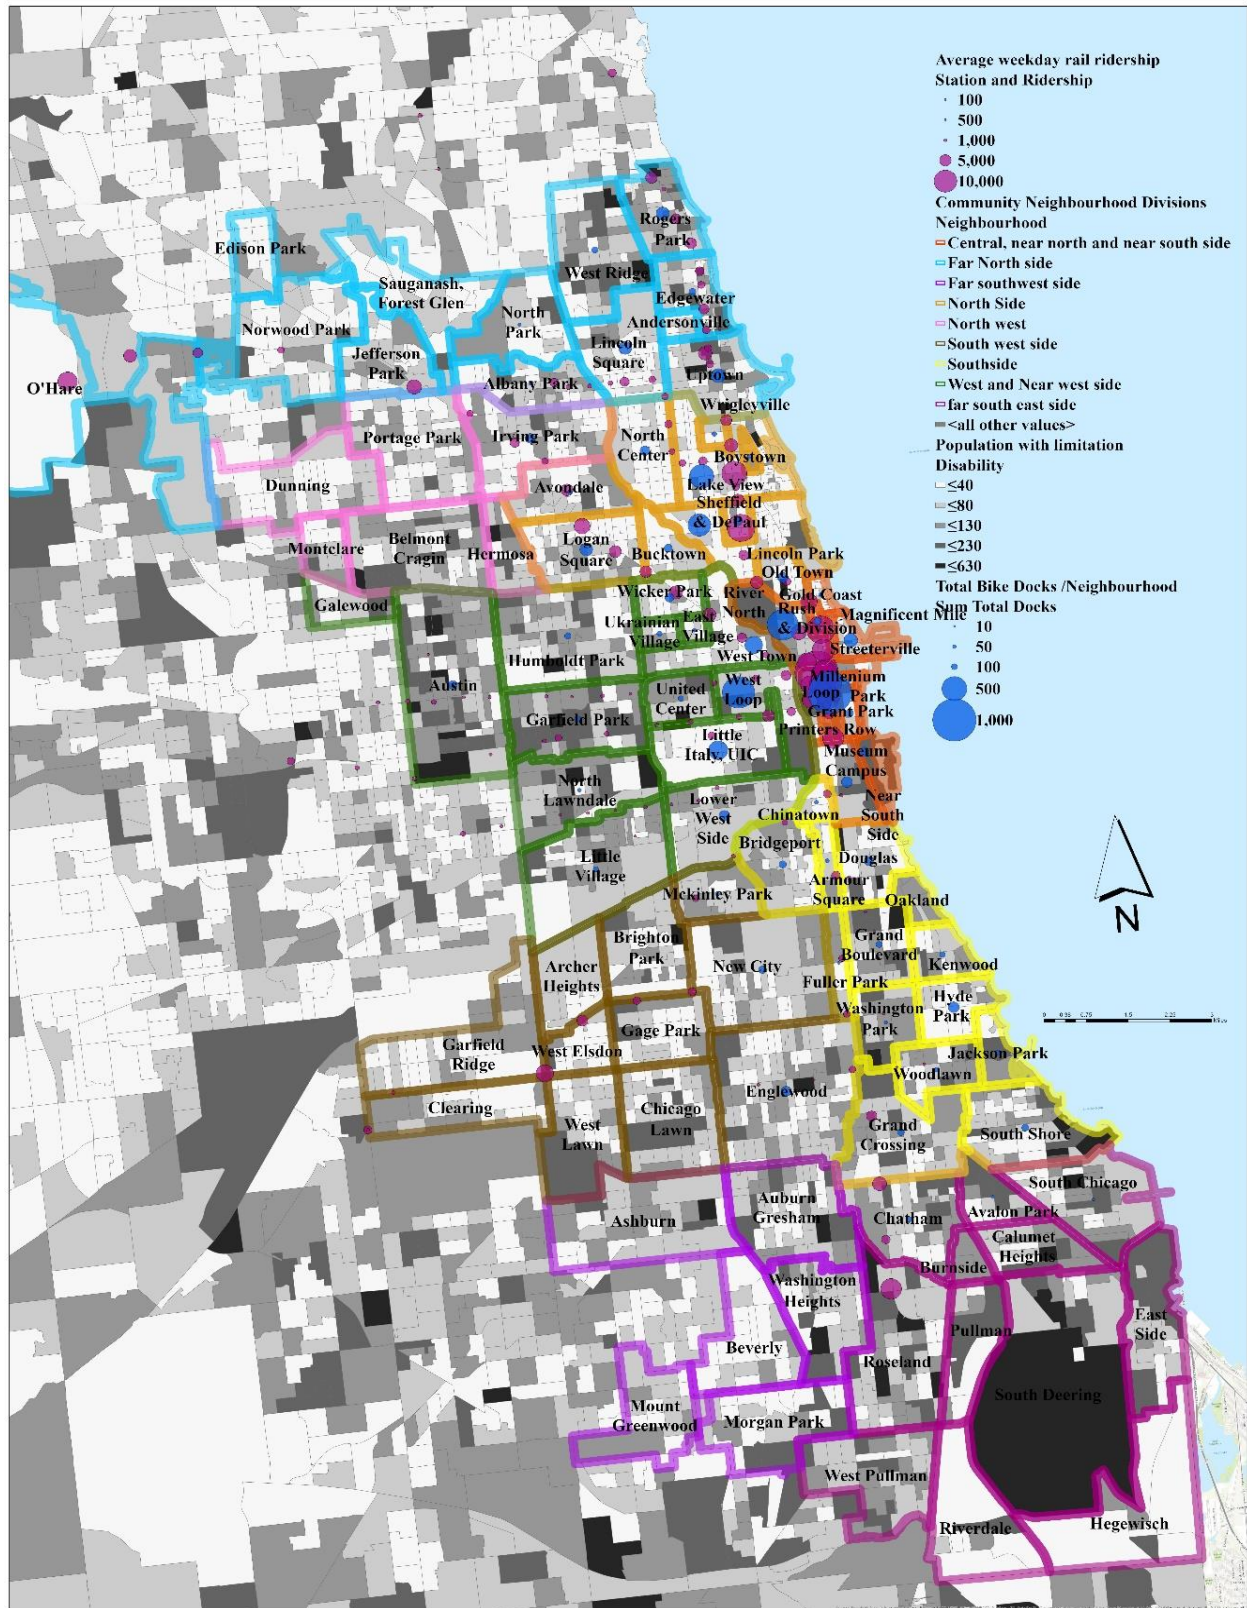 Average weekday rail ridership
Station and Ridership
100
500
1,000
5,000
10,000
Community Neighbourhood Divisions
Neighbourhood
Central, near north and near south side
Far North side
Far southwest side
North Side
North west
South west side
Southside
West and Near west side
far south east side
<all other values>
Population with limitation
Disability
≤40
≤80
≤130
≤230
≤630
Total Bike Docks /Neighbourhood
Sum Total Docks
10
50
100
500
1,000
Rogers
Park
Edison Park
West Ridge
Sauganash,
Forest Glen
Edgewater
Norwood Park
North
Park
Andersonville
Lincoln
Square
Jefferson
Park
O'Hare
Albany Park
Uptown
Wrigleyville
Portage Park
Irving Park
North
Center
Boystown
Dunning
Avondale
Lake View
Sheffield
& DePaul
Montclare
Belmont
Cragin
Hermosa
Logan
Square
Bucktown
Lincoln Park
Old Town
Galewood
Wicker Park
River
North
Gold Coast
Rush
& Division
Magnificent Mile
Ukrainian
Village
East
Village
Streeterville
Humboldt Park
West Town
Austin
United
Center
West
Loop
Millenium
Loop
Park
Garfield Park
Grant Park
Printers Row
Little
Italy, UIC
Museum
Campus
North
Lawndale
Lower
West
Side
Chinatown
Near
South
Side
Bridgeport
Little
Village
Douglas
Armour
Square
Mckinley Park
Oakland
Brighton
Park
Grand
Boulevard
Archer
Heights
New City
Kenwood
Fuller Park
Hyde
Park
Washington
Park
Gage Park
Garfield
Ridge
West Elsdon
Jackson Park
Woodlawn
Englewood
Clearing
Chicago
Lawn
West
Lawn
Grand
Crossing
South Shore
South Chicago
Auburn
Gresham
Ashburn
Chatham
Avalon Park
Calumet
Heights
Burnside
Washington
Heights
East
Side
Pullman
Beverly
Roseland
South Deering
Mount
Greenwood
Morgan Park
West Pullman
Riverdale
Hegewisch
N